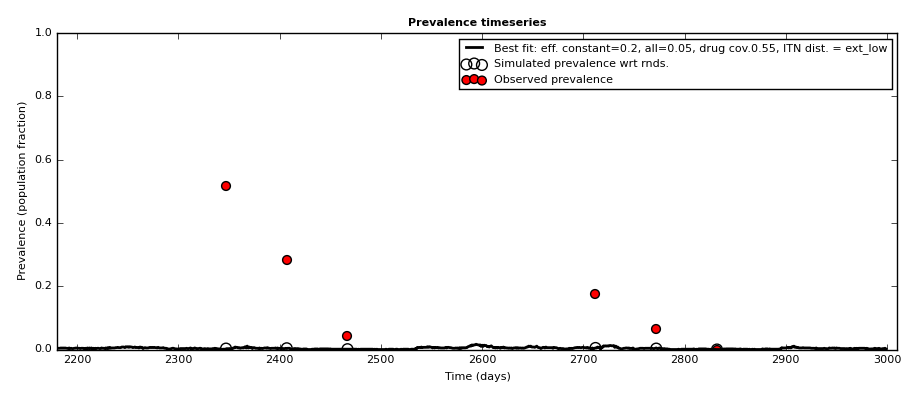 Prevalence timeseries
Best fit: eff. constant=0.2, all=0.05, drug cov.0.55, ITN dist. = ext_low
Simulated prevalence wrt rnds.
Observed prevalence
Prevalence (population fraction)
1.0
0.8
0.6
0.4
0.2
0.0
2200 2300 2400 2500 2600 2700 2800 2900 3000
Time (days)